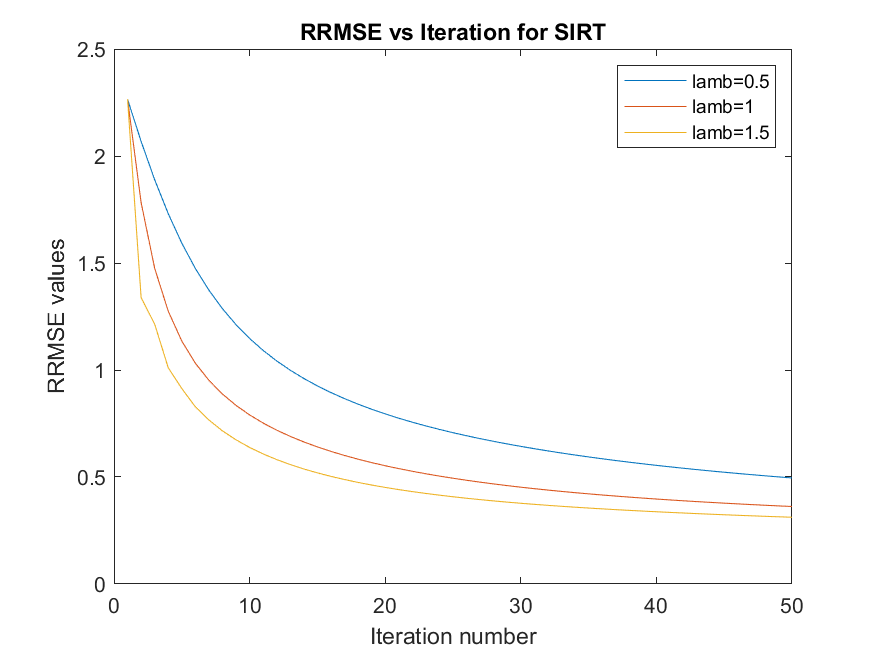 RRMSE vs Iteration for SIRT
2.5
2
1.5
1
0.5
0
RRMSE values
lamb=0.5
lamb=1
lamb=1.5
0 10 20 30 40 50
Iteration number